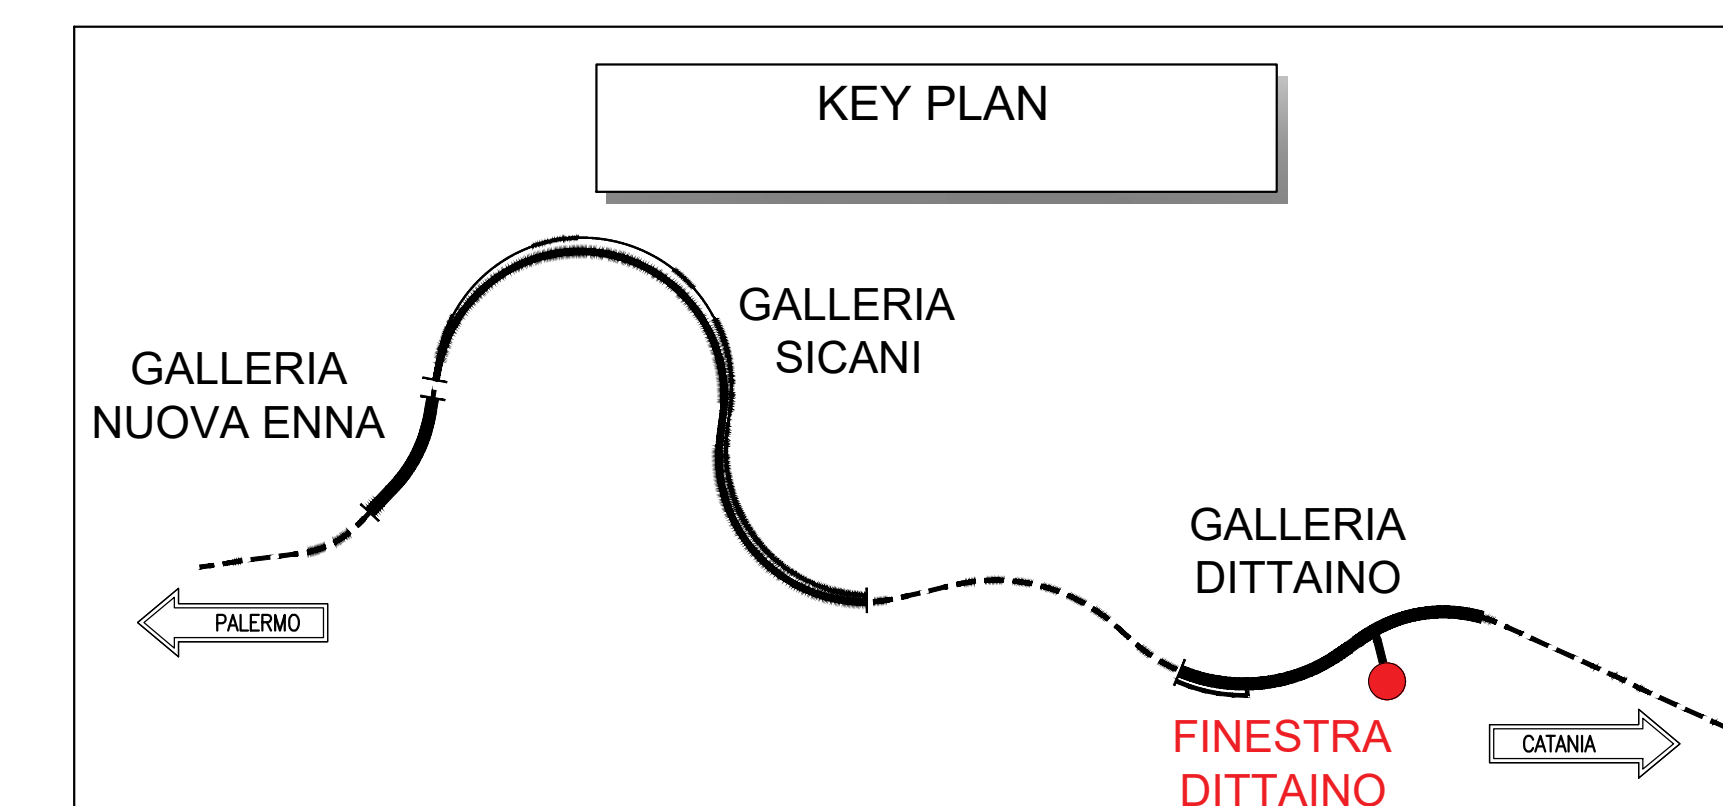 KEY PLAN
GALLERIA
SICANI
GALLERIA
NUOVA ENNA
GALLERIA
DITTAINO
PALERMO
FINESTRA
DITTAINO
CATANIA